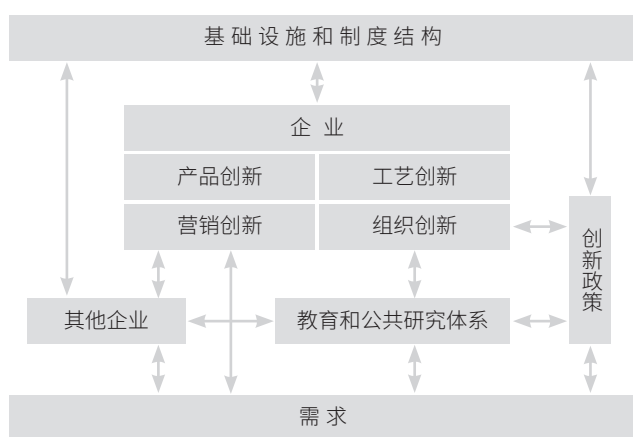 基础设施和制度结构
企业
产品创新
工艺创新
营销创新
组织创新
创新政策
其他企业
教育和公共研究体系
需求